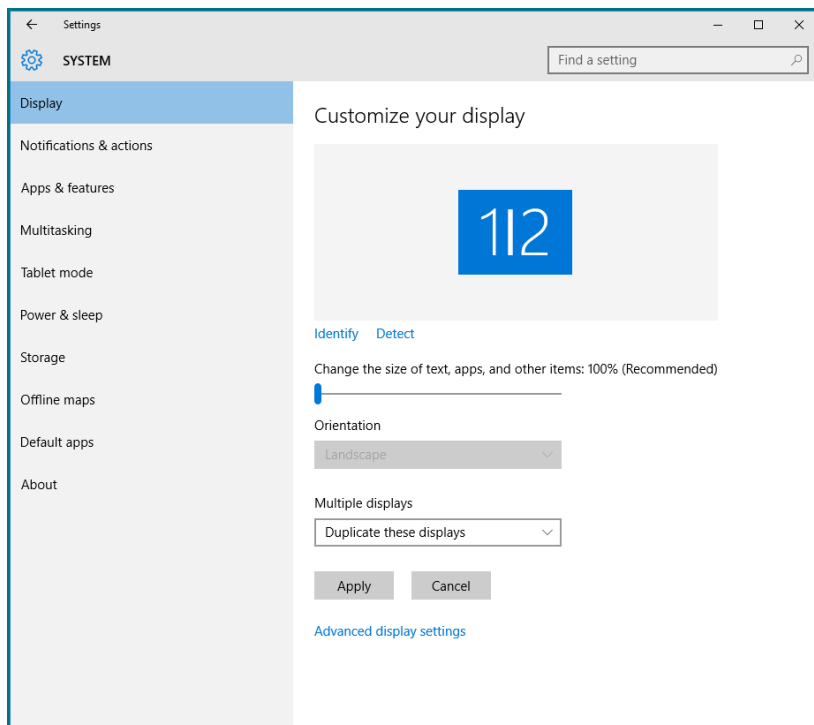 Settings
SYSTEM
Find a setting
Display
Notifications & actions
Apps & features
Multitasking
Tablet mode
Power & sleep
Storage
Offline maps
Default apps
About
Customize your display
1|2
Identify Detect
Change the size of text, apps, and other items: 100% (Recommended)
Orientation
Landscape
Multiple displays
Duplicate these displays
Apply Cancel
Advanced display settings